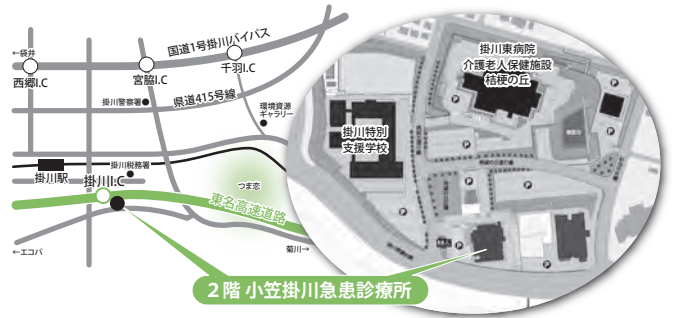 国道1号掛川バイパス
←袋井
西郷I.C
宮脇I.C
千羽I.C
掛川警察署
県道415号線
環境資源
ギャラリー
掛川税務署
掛川駅
掛川I.C
つま恋
東名高速道路
←エコパ
菊川→
2階 小笠掛川急患診療所
掛川東病院
介護老人保健施設
桔梗の丘
掛川特別
支援学校
P
P
P
P
P
P
P
P